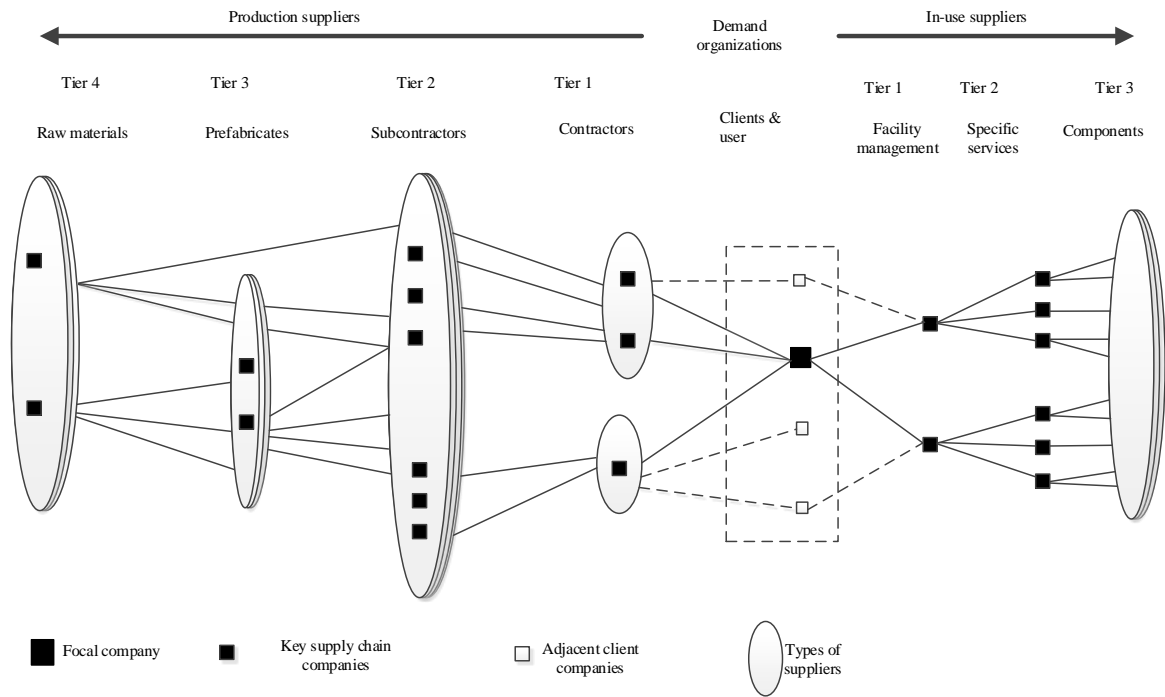 Production suppliers
Demand
organizations
In-use suppliers
Tier 4
Tier 3
Tier 2
Tier 1
Tier 1
Tier 2
Tier 3
Raw materials
Prefabricates
Subcontractors
Contractors
Clients &
user
Facility
management
Specific
services
Components
Focal company
Key supply chain
companies
Adjacent client
companies
Types of
suppliers